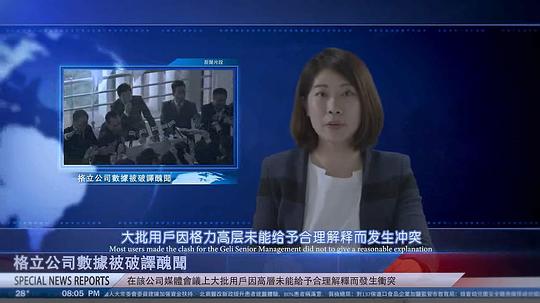 新聞片段
格立公司數據被破譯醜聞
大批用戶因格力高层未能给予合理解释而发生冲突
Most users made the clash for the Geli Senior Management did not to give a reasonable explanation
格立公司數據被破譯醜聞
SPECIAL NEWS REPORTS
在該公司媒體會議上大批用戶因高層未能給予合理解釋而發生衝突
28°
08:05 PM